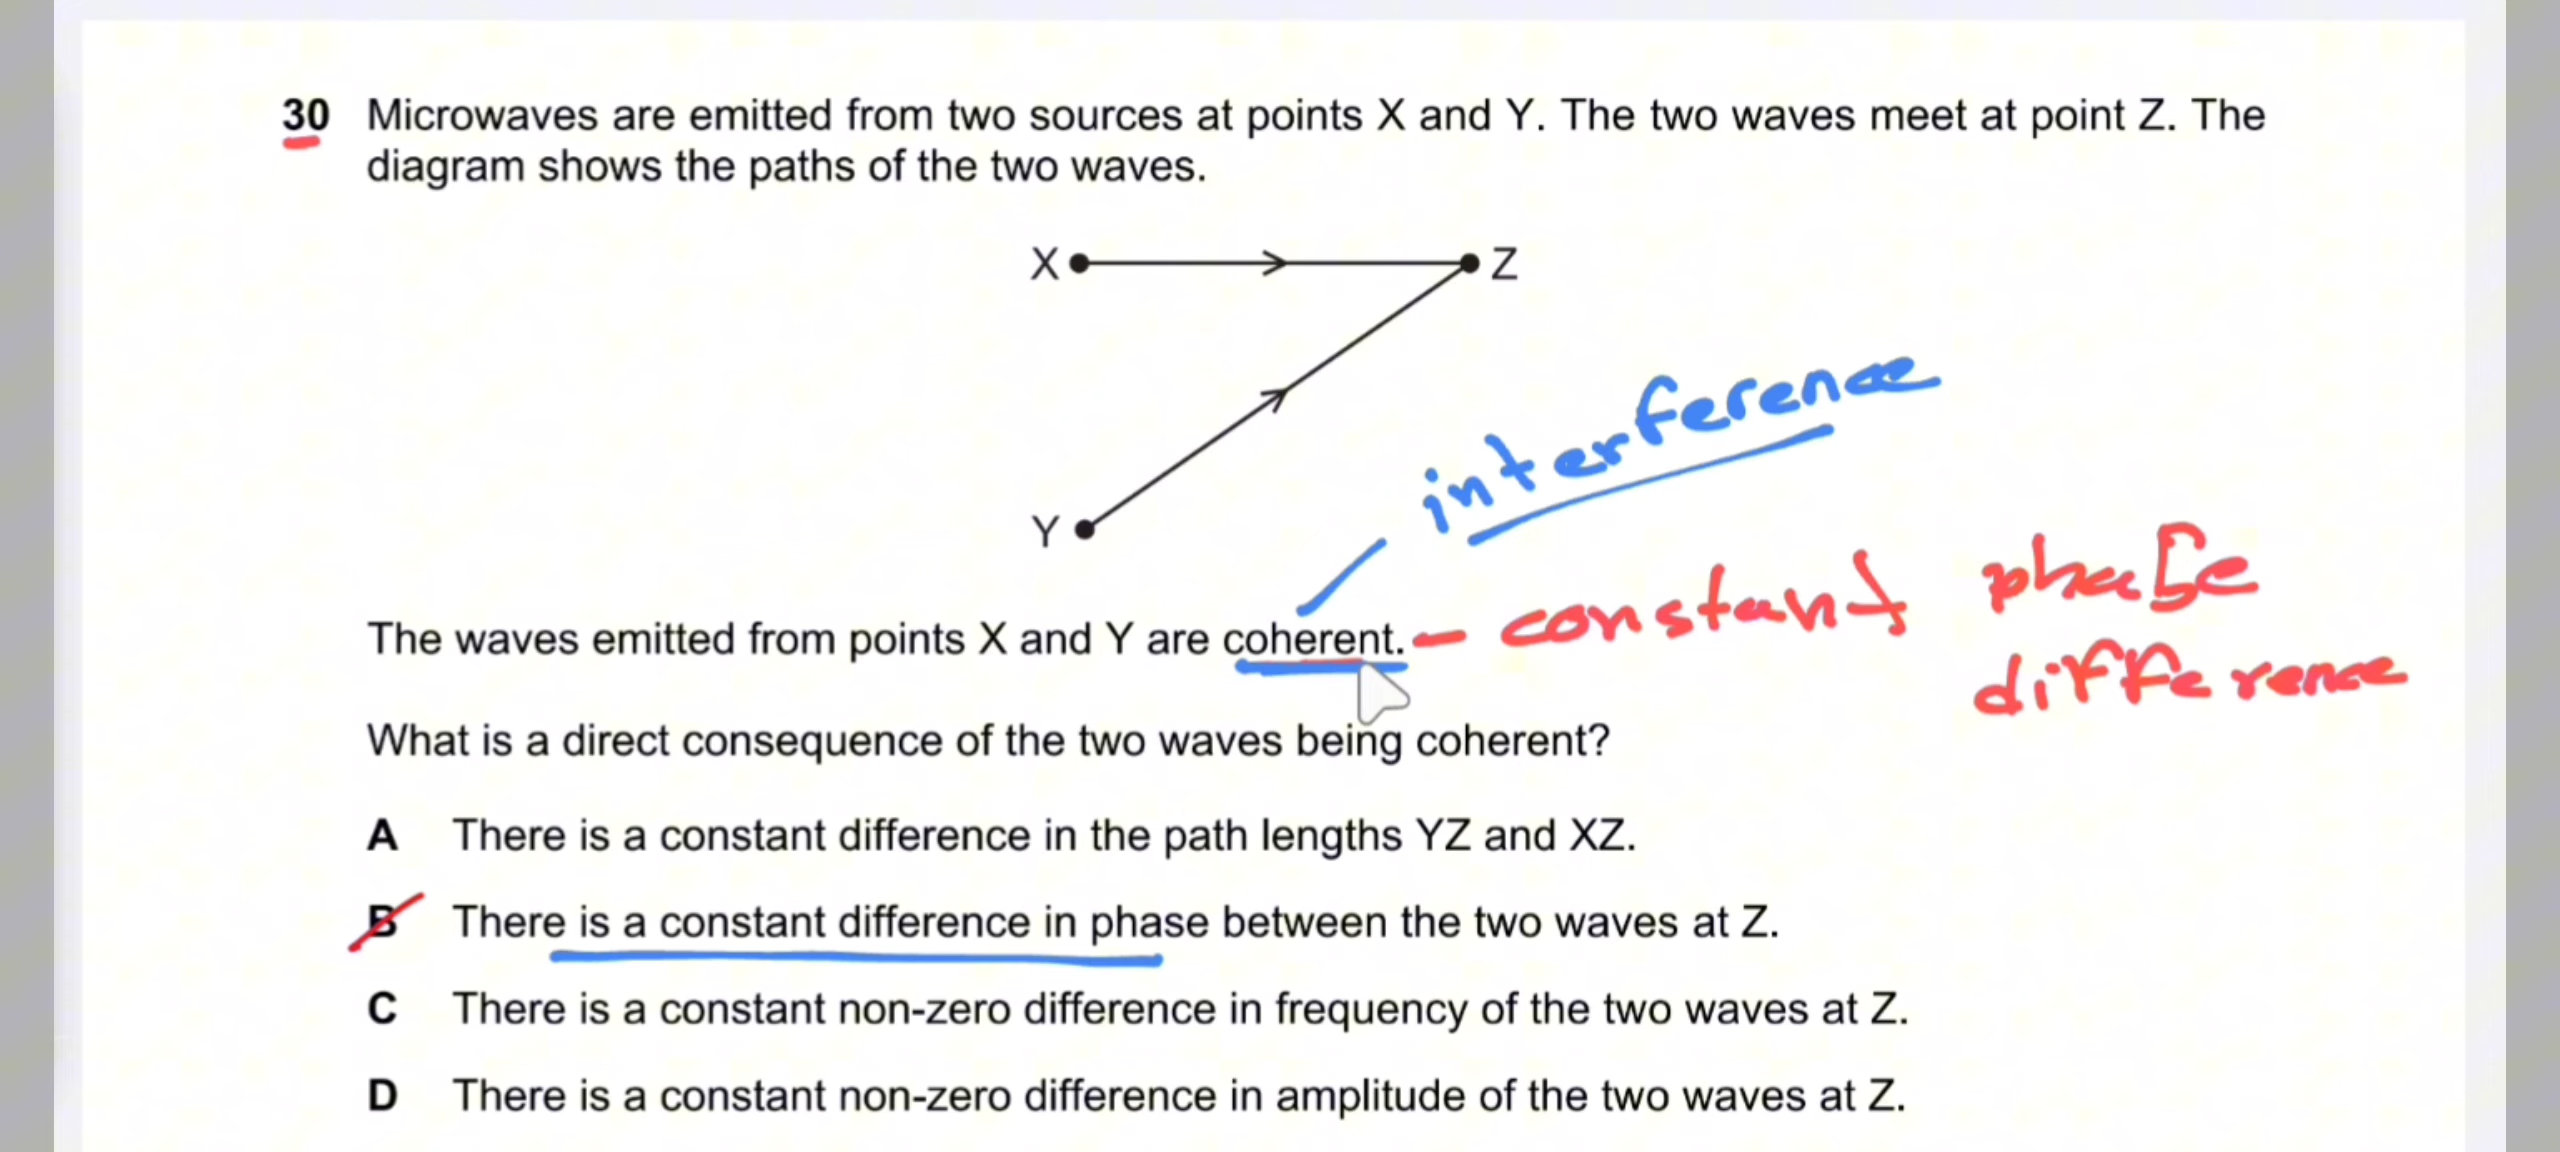 30 Microwaves are emitted from two sources at points X and Y. The two waves meet at point Z. The
diagram shows the paths of the two waves.
X
Z
Y
interference
The waves emitted from points X and Y are coherent. – constant phase
difference
What is a direct consequence of the two waves being coherent?
A There is a constant difference in the path lengths YZ and XZ.
B There is a constant difference in phase between the two waves at Z.
C There is a constant non-zero difference in frequency of the two waves at Z.
D There is a constant non-zero difference in amplitude of the two waves at Z.